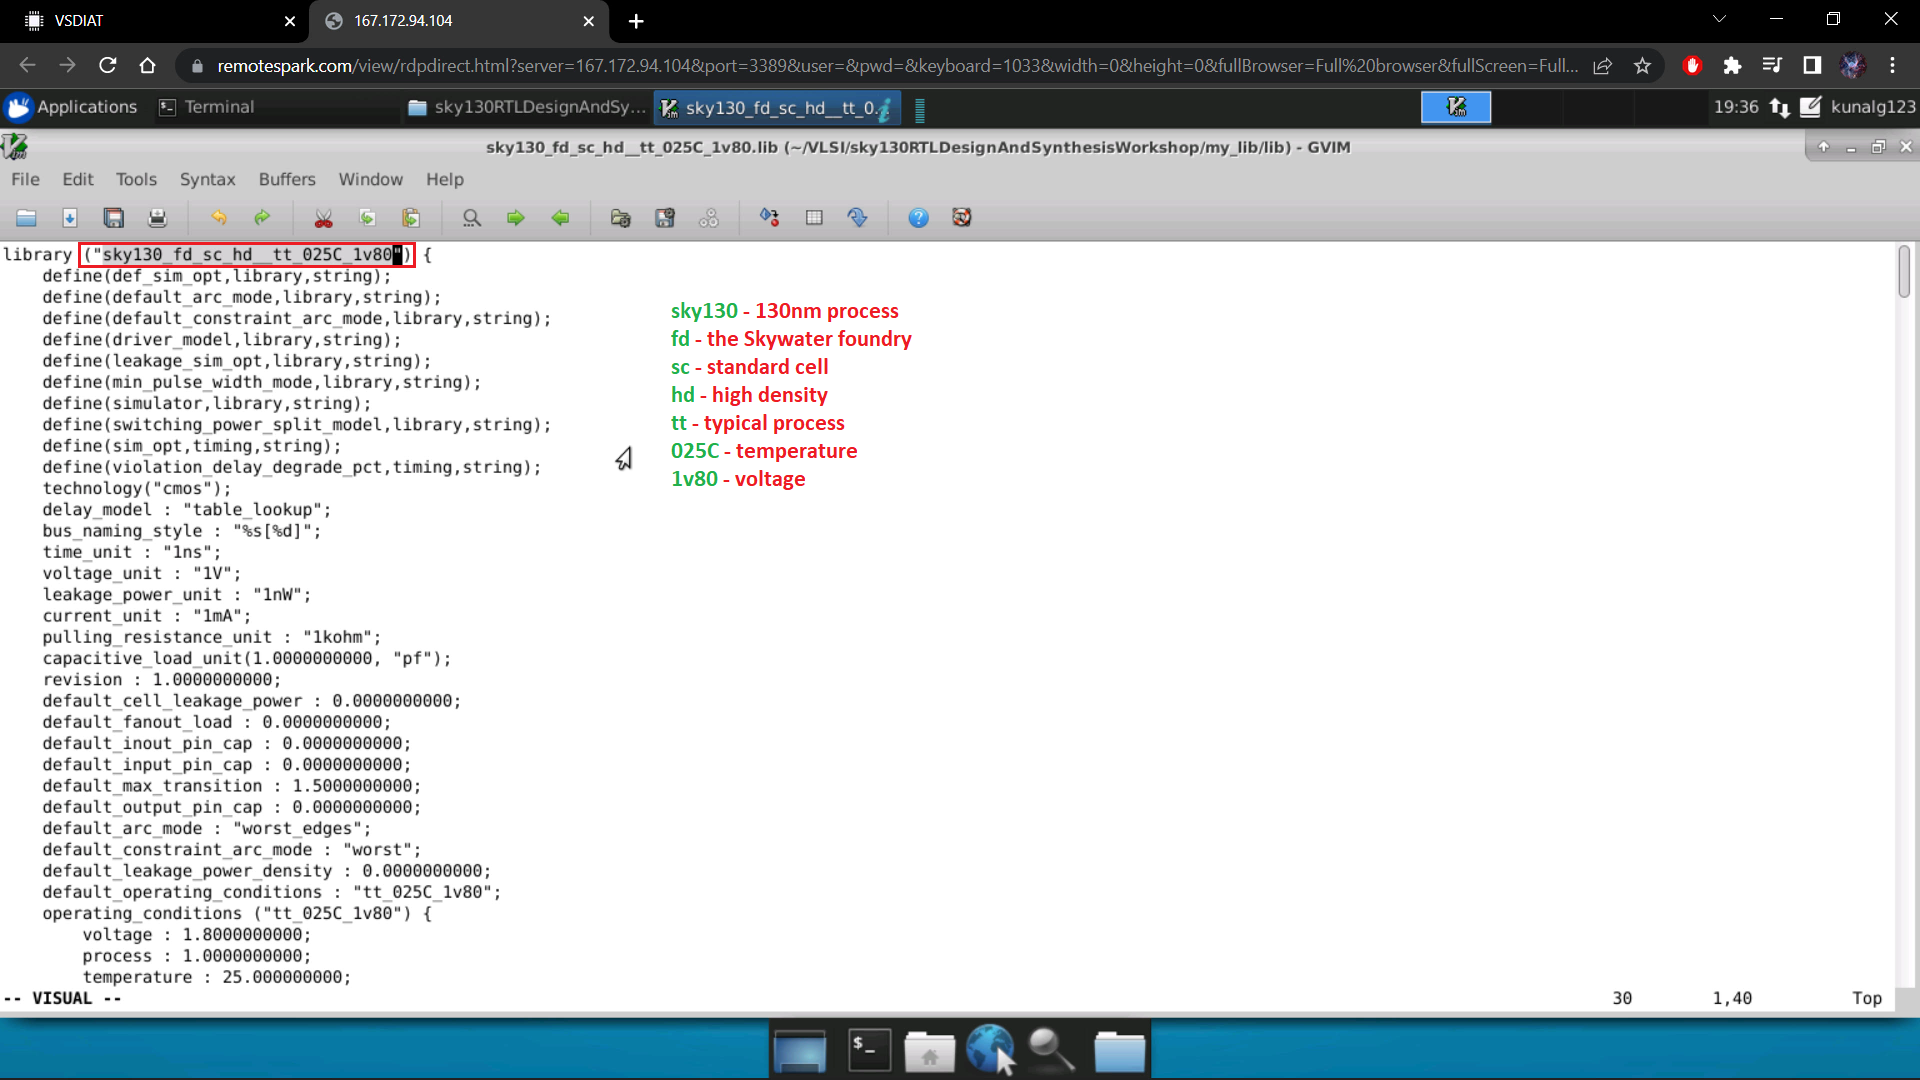 VSDIAT
167.172.94.104
remotespark.com/view/rdpdirect.html?server=167.172.94.104&port=3389&user=&pwd=&keyboard=1033&width=0&height=0&fullBrowser=Full%20browser&fullScreen=Full...
Applications
Terminal
sky130RTLDesignAndSy...
sky130_fd_sc_hd__tt_0.
19:36
kunalg123
sky130_fd_sc_hd__tt_025C_1v80.lib (~/VLSI/sky130RTLDesignAndSynthesisWorkshop/my_lib/lib) - GVIM
File Edit Tools Syntax Buffers Window Help
library ("sky130_fd_sc_hd__tt_025C_1v80") {
define(def_sim_opt,library,string);
define(default_arc_mode,library,string);
define(default_constraint_arc_mode,library,string);
define(driver_model,library,string);
define(leakage_sim_opt,library,string);
define(min_pulse_width_mode,library,string);
define(simulator,library,string);
define(switching_power_split_model,library,string);
define(sim_opt,timing,string);
define(violation_delay_degrade_pct,timing,string);
technology("cmos");
delay_model : "table_lookup";
bus_naming_style : "%s[%d]";
time_unit : "1ns";
voltage_unit : "1V";
leakage_power_unit : "1nW";
current_unit : "1mA";
pulling_resistance_unit : "1kohm";
capacitive_load_unit(1.0000000000, "pf");
revision : 1.0000000000;
default_cell_leakage_power : 0.0000000000;
default_fanout_load : 0.0000000000;
default_inout_pin_cap : 0.0000000000;
default_input_pin_cap : 0.0000000000;
default_max_transition : 1.5000000000;
default_output_pin_cap : 0.0000000000;
default_arc_mode : "worst_edges";
default_constraint_arc_mode : "worst";
default_leakage_power_density : 0.0000000000;
default_operating_conditions : "tt_025C_1v80";
operating_conditions ("tt_025C_1v80") {
voltage : 1.8000000000;
process : 1.0000000000;
temperature : 25.000000000;
sky130 - 130nm process
fd - the Skywater foundry
sc - standard cell
hd - high density
tt - typical process
025C - temperature
1v80 - voltage
-- VISUAL --
30
1,40
Top